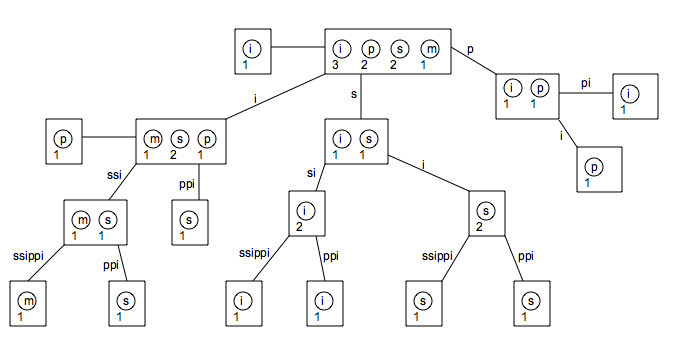 i i p s m p
1 3 2 2 1
i p pi i
1 1 1
i s
p m s p i s i p
1 1 2 1 1 1 1
ssi ppi si i
m s s i s
1 1 1 2 2
ssippi ppi ssippi ppi ssippi ppi
m s i i s s
1 1 1 1 1 1